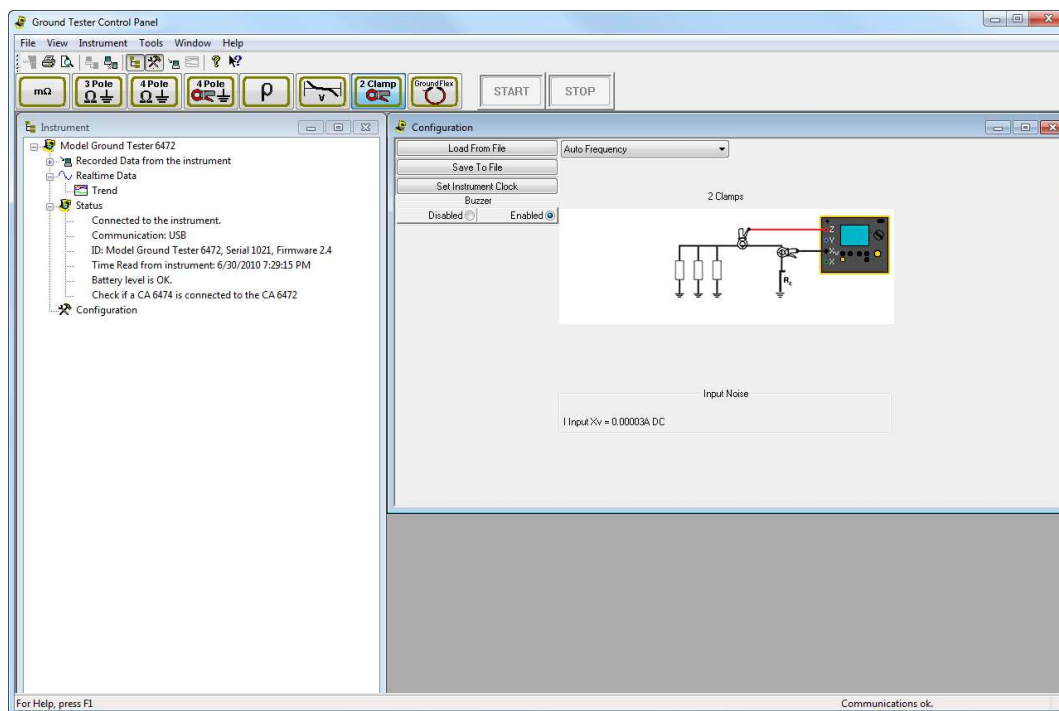 Ground Tester Control Panel
File View Instrument Tools Window Help
mΩ
3 Pole
Ω
4 Pole
Ω
4 Pole
ρ
V
2 Clamp
GroundFlex
START
STOP
Instrument
Model Ground Tester 6472
Recorded Data from the instrument
Realtime Data
Trend
Status
Connected to the instrument.
Communication: USB
ID: Model Ground Tester 6472, Serial 1021, Firmware 2.4
Time Read from instrument: 6/30/2010 7:29:15 PM
Battery level is OK.
Check if a CA 6474 is connected to the CA 6472
Configuration
Configuration
Load From File
Auto Frequency
Save To File
Set Instrument Clock
Buzzer
Disabled Enabled
2 Clamps
Z
Y
Xv
X
Rx
Input Noise
I Input Xv = 0.00003A DC
For Help, press F1
Communications ok.